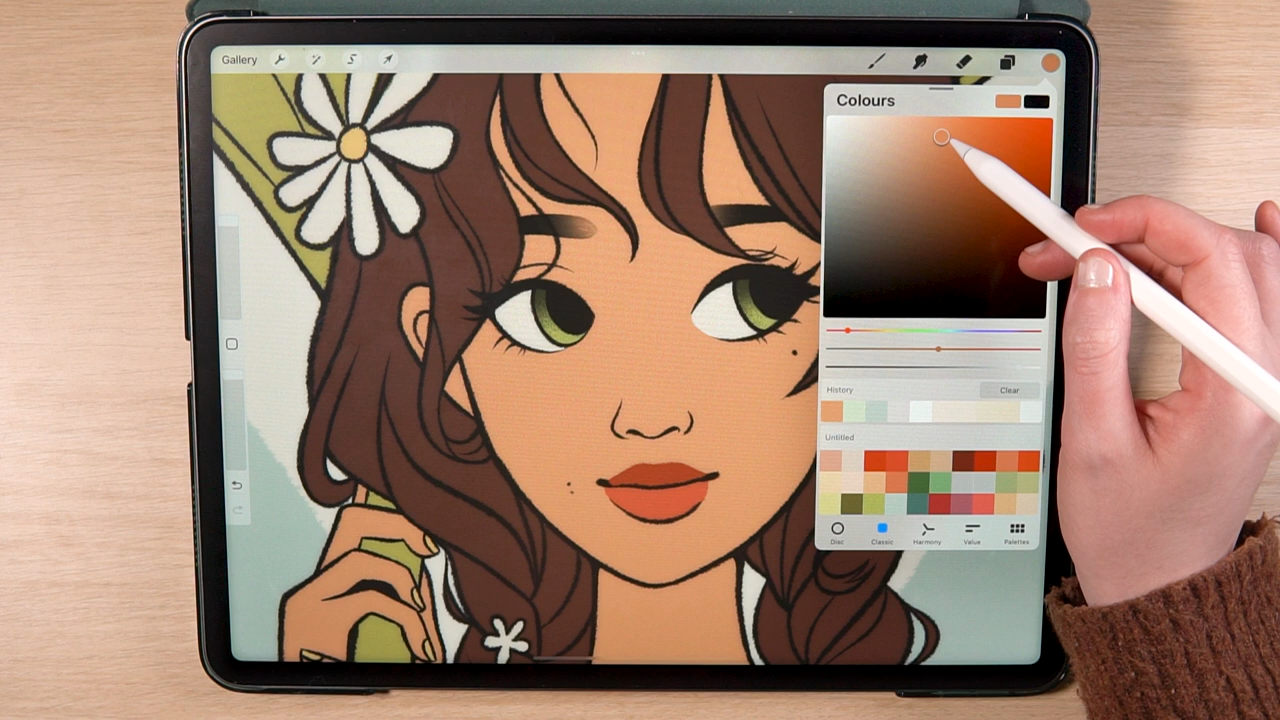 Gallery
Colours
History
Clear
Untitled
Disc
Classic
Harmony
Value
Palettes